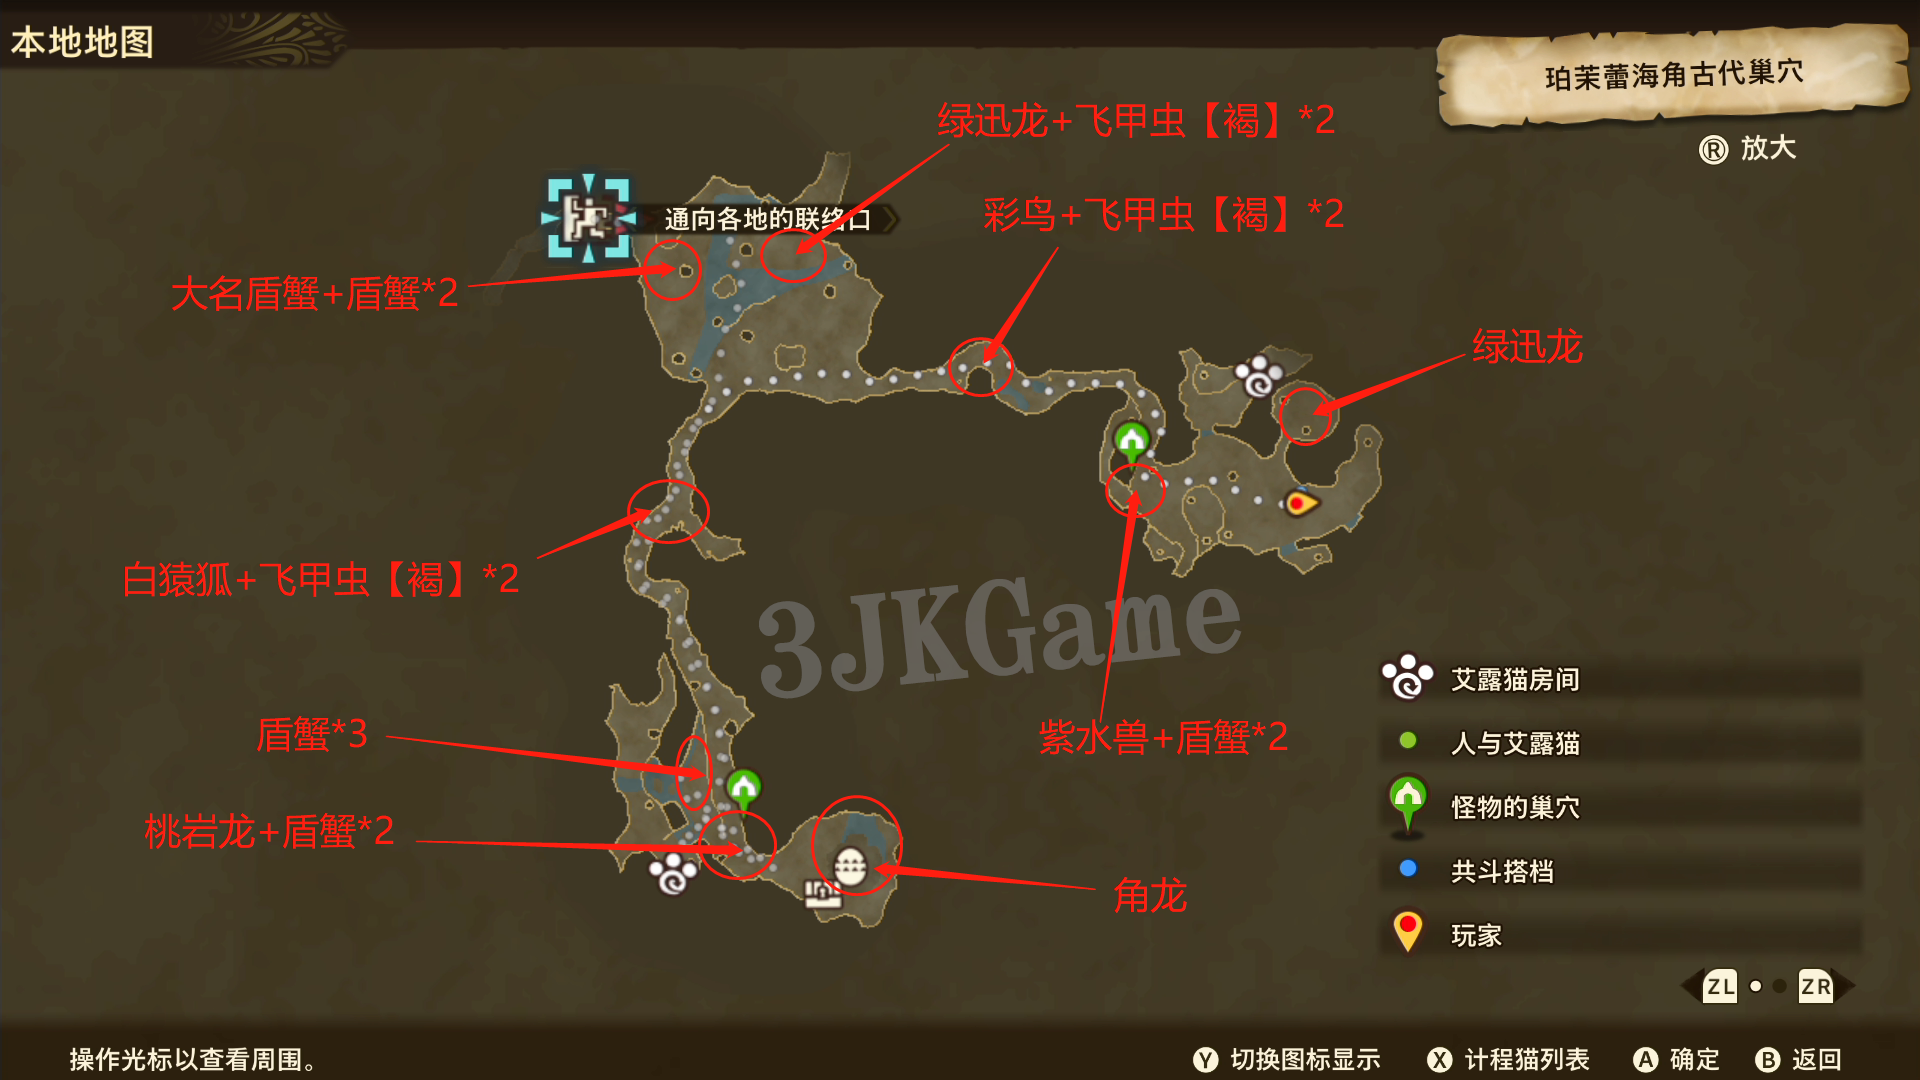 本地地图
珀茉蕾海角古代巢穴
R 放大
绿迅龙+飞甲虫【褐】*2
彩鸟+飞甲虫【褐】*2
通向各地的联络口
大名盾蟹+盾蟹*2
绿迅龙
白猿狐+飞甲虫【褐】*2
3JKGame
艾露猫房间
盾蟹*3
紫水兽+盾蟹*2
人与艾露猫
怪物的巢穴
桃岩龙+盾蟹*2
共斗搭档
角龙
玩家
ZL ZR
操作光标以查看周围。
Y 切换图标显示 X 计程猫列表 A 确定 B 返回